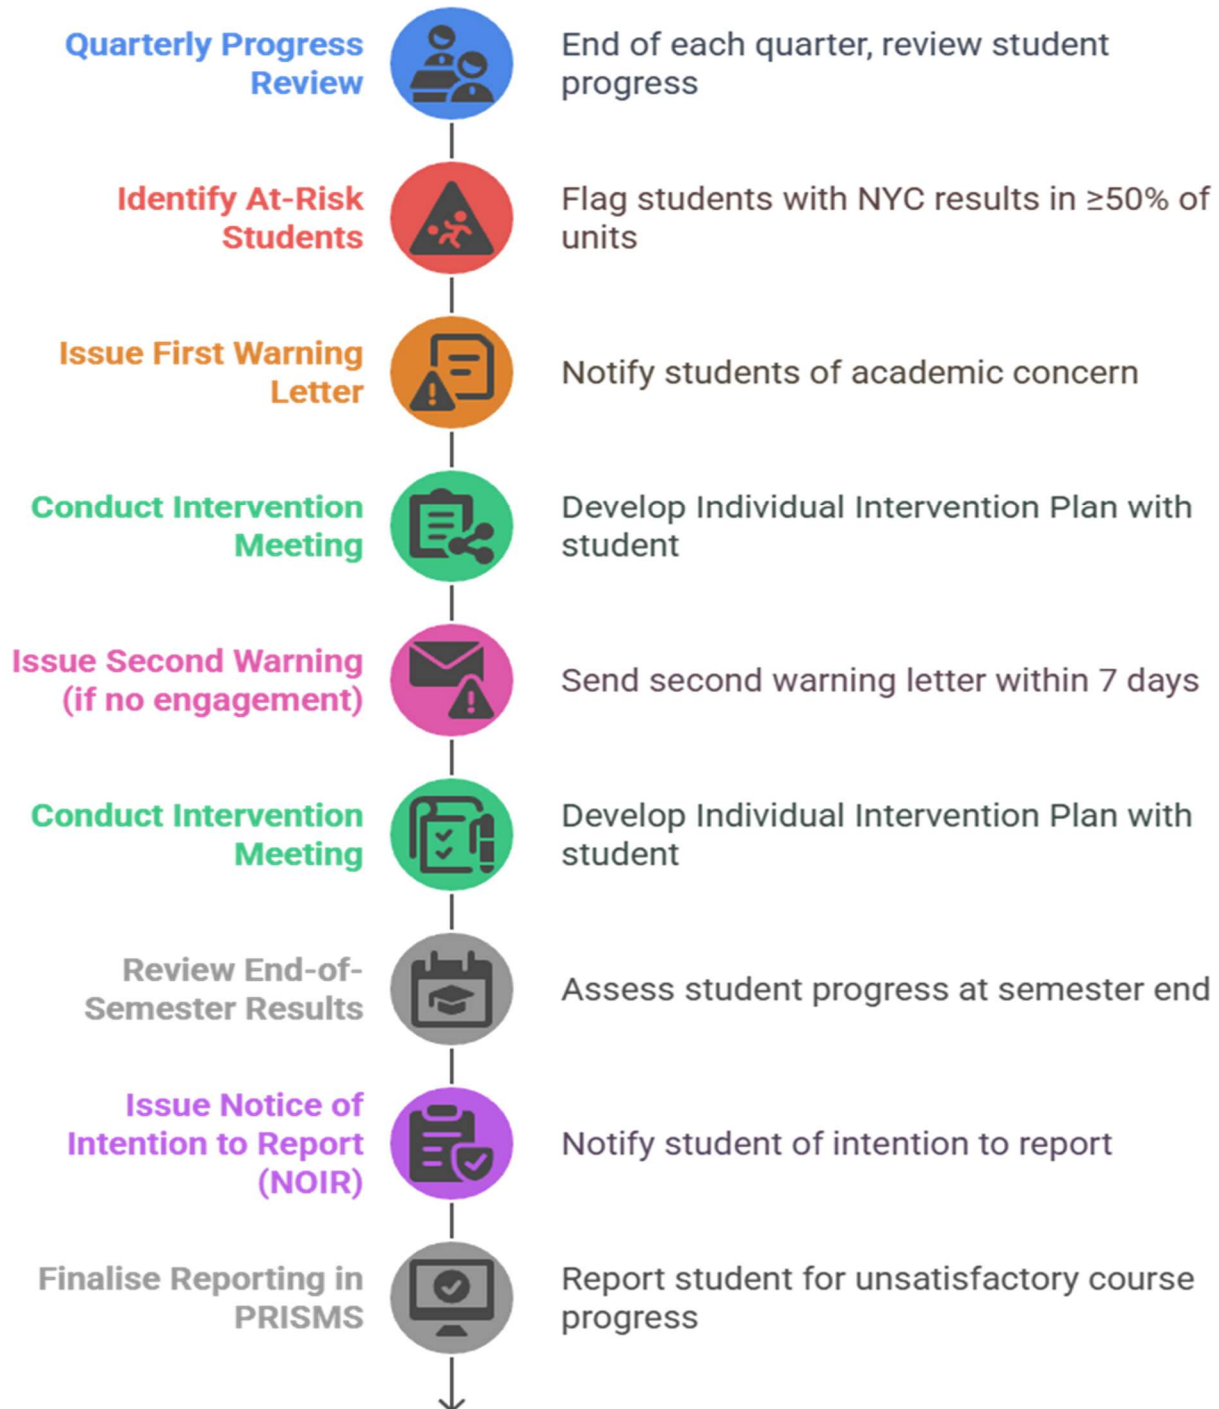 Quarterly Progress
Review
End of each quarter, review student
progress
Identify At-Risk
Students
Flag students with NYC results in ≥50% of
units
Issue First Warning
Letter
Notify students of academic concern
Conduct Intervention
Meeting
Develop Individual Intervention Plan with
student
Issue Second Warning
(if no engagement)
Send second warning letter within 7 days
Conduct Intervention
Meeting
Develop Individual Intervention Plan with
student
Review End-of-
Semester Results
Assess student progress at semester end
Issue Notice of
Intention to Report
(NOIR)
Notify student of intention to report
Finalise Reporting in
PRISMS
Report student for unsatisfactory course
progress